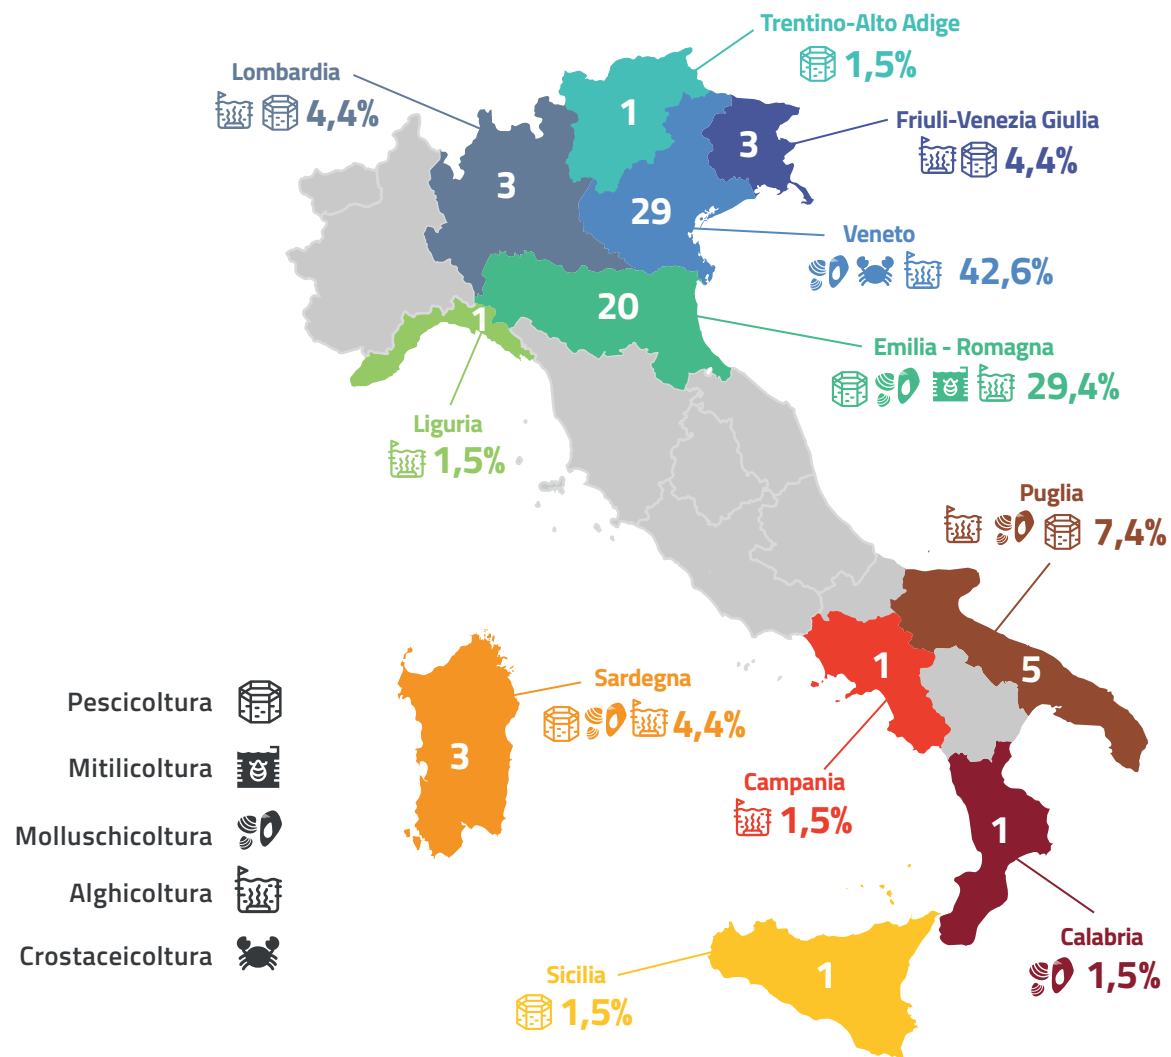 Trentino-Alto Adige
1,5%
1
Lombardia
4,4%
3
Friuli-Venezia Giulia
4,4%
3
Veneto
42,6%
29
Emilia - Romagna
29,4%
20
Liguria
1,5%
1
Puglia
7,4%
5
Sardegna
4,4%
3
Campania
1,5%
1
Calabria
1,5%
1
Sicilia
1,5%
1
Pescicoltura
Mitilicoltura
Molluschicoltura
Alghicoltura
Crostaceicoltura